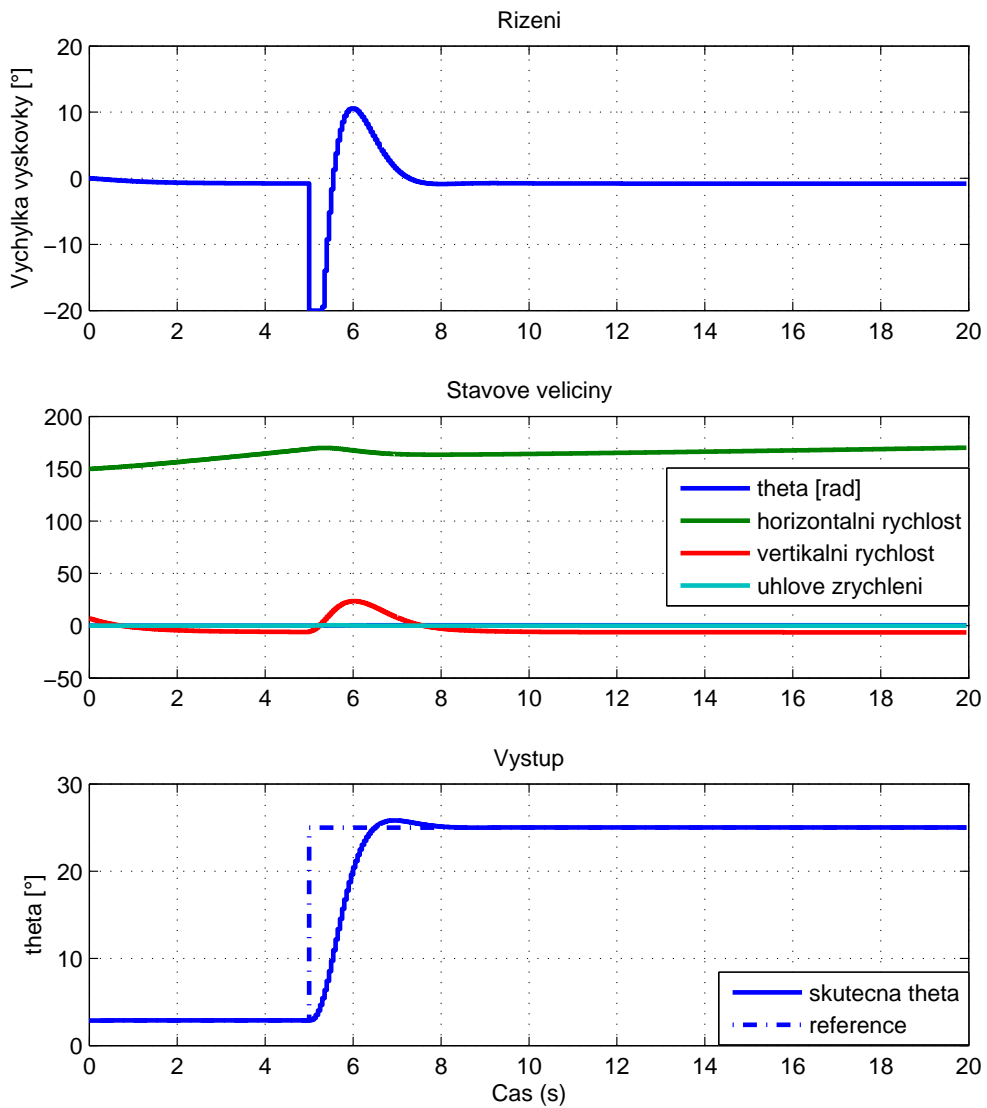 Rizeni
Vychylka vyskovky [°]
20
10
0
−10
−20
0 2 4 6 8 10 12 14 16 18 20
Stavove veliciny
200
150
100
50
0
−50
theta [rad]
horizontalni rychlost
vertikalni rychlost
uhlove zrychleni
0 2 4 6 8 10 12 14 16 18 20
Vystup
theta [°]
30
20
10
0
skutecna theta
reference
0 2 4 6 8 10 12 14 16 18 20
Cas (s)